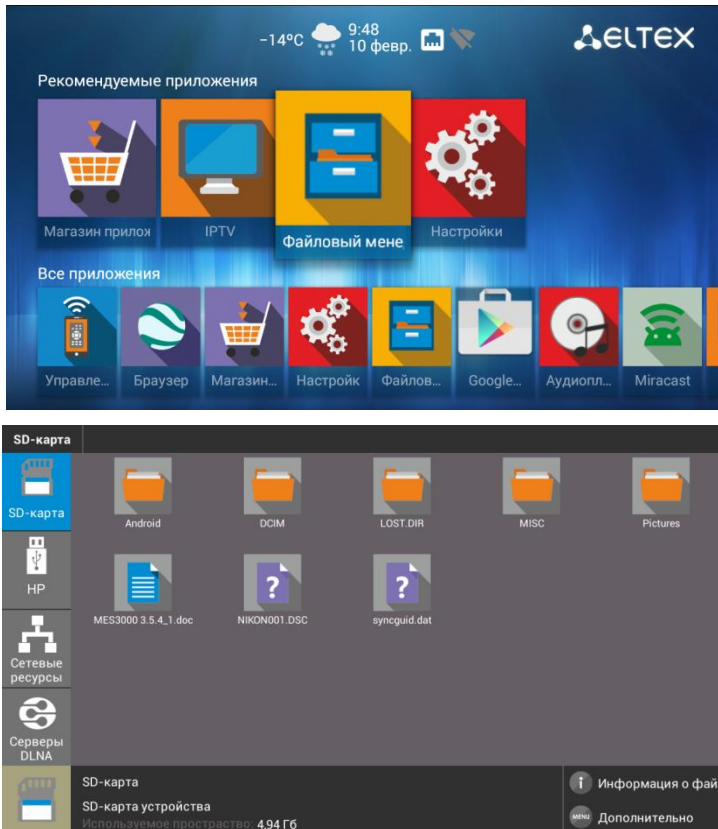 -14°C 9:48
10 февр.
ELTEX
Рекомендуемые приложения
Магазин прилож IPTV Файловый мене Настройки
Все приложения
Управле... Браузер Магазин... Настройк Файлов... Google... Аудиопл... Miracast
SD-карта
SD-карта
HP
Сетевые
ресурсы
Серверы
DLNA
Android DCIM LOST.DIR MISC Pictures
MES3000 3.5.4_1.doc NIKON001.DSC syncguid.dat
SD-карта
SD-карта устройства
Используемое простраство: 4,94 Гб
i Информация о фай
MENU Дополнительно